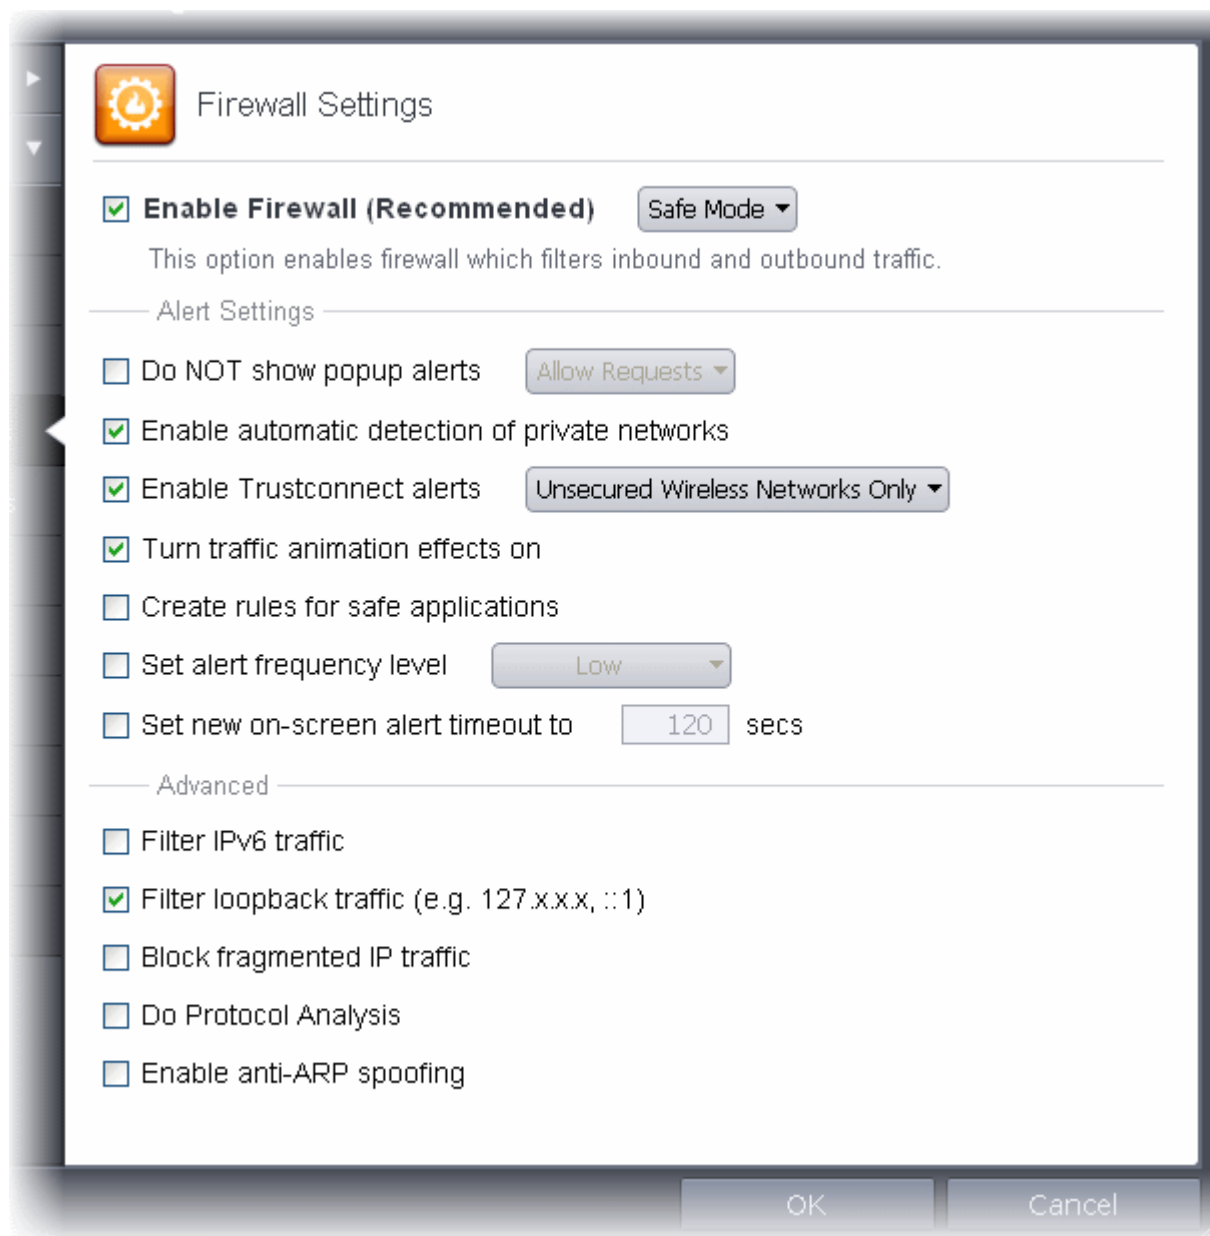 Firewall Settings
Enable Firewall (Recommended) Safe Mode
This option enables firewall which filters inbound and outbound traffic.
Alert Settings
Do NOT show popup alerts Allow Requests
Enable automatic detection of private networks
Enable Trustconnect alerts Unsecured Wireless Networks Only
Turn traffic animation effects on
Create rules for safe applications
Set alert frequency level Low
Set new on-screen alert timeout to 120 secs
Advanced
Filter IPv6 traffic
Filter loopback traffic (e.g. 127.x.x.x, ::1)
Block fragmented IP traffic
Do Protocol Analysis
Enable anti-ARP spoofing
OK Cancel